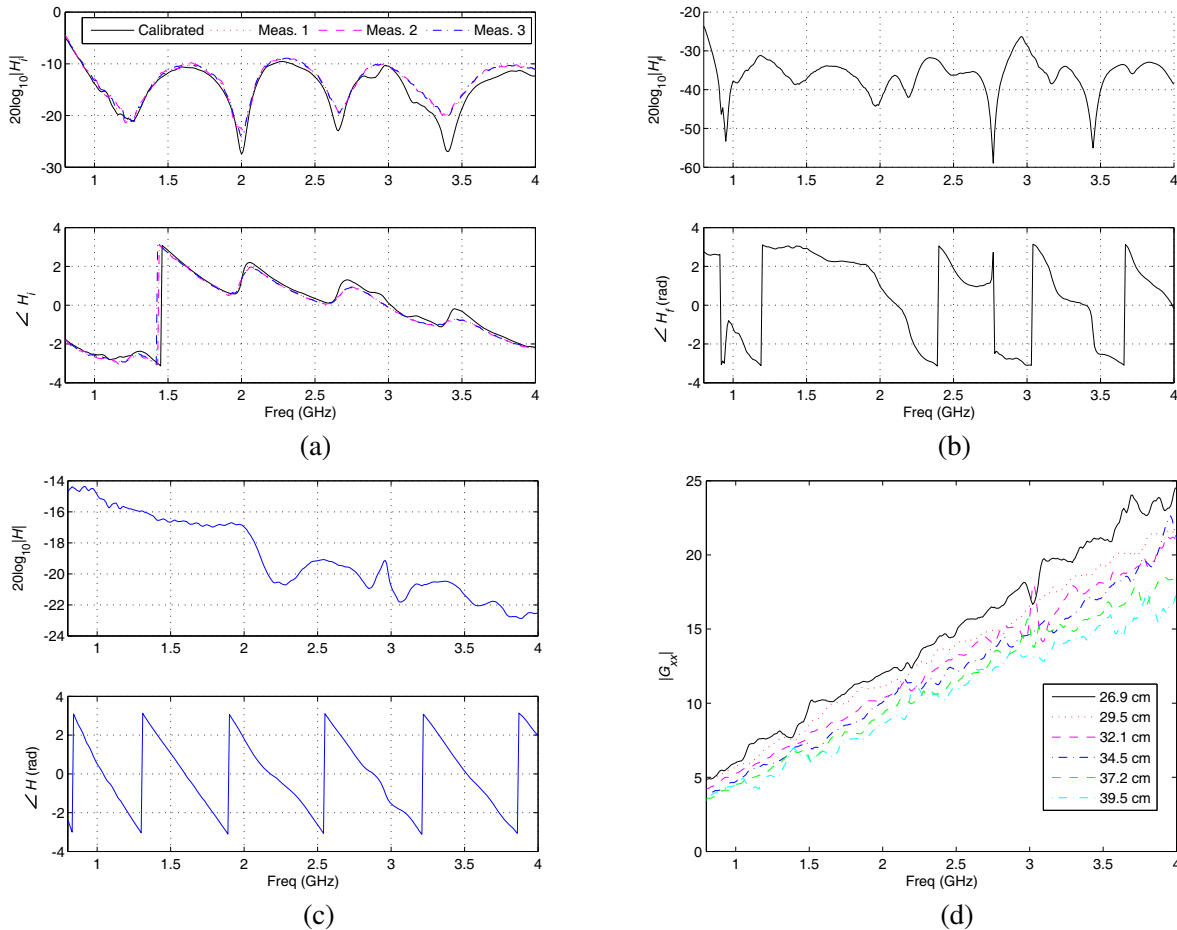 0
-10
-20
-30
20log10|Hi|
Calibrated Meas. 1 Meas. 2 Meas. 3
1 1.5 2 2.5 3 3.5 4
4
2
0
-2
-4
∠ Hi
1 1.5 2 2.5 3 3.5 4
Freq (GHz)
(a)
-20
-30
-40
-50
-60
20log10|Hf|
1 1.5 2 2.5 3 3.5 4
4
2
0
-2
-4
∠ Hf (rad)
1 1.5 2 2.5 3 3.5 4
Freq (GHz)
(b)
-14
-16
-18
-20
-22
-24
20log10|H|
1 1.5 2 2.5 3 3.5 4
4
2
0
-2
-4
∠ H (rad)
1 1.5 2 2.5 3 3.5 4
Freq (GHz)
(c)
25
20
15
10
5
0
|Gxx|
26.9 cm
29.5 cm
32.1 cm
34.5 cm
37.2 cm
39.5 cm
1 1.5 2 2.5 3 3.5 4
Freq (GHz)
(d)